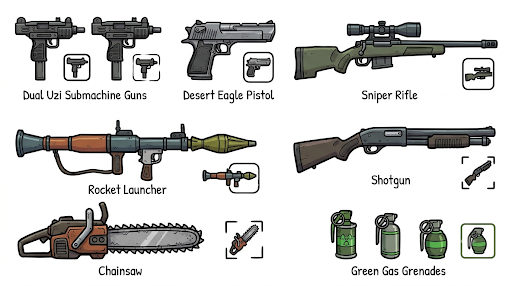 Dual Uzi Submachine Guns
Desert Eagle Pistol
Sniper Rifle
Rocket Launcher
Shotgun
Chainsaw
Green Gas Grenades